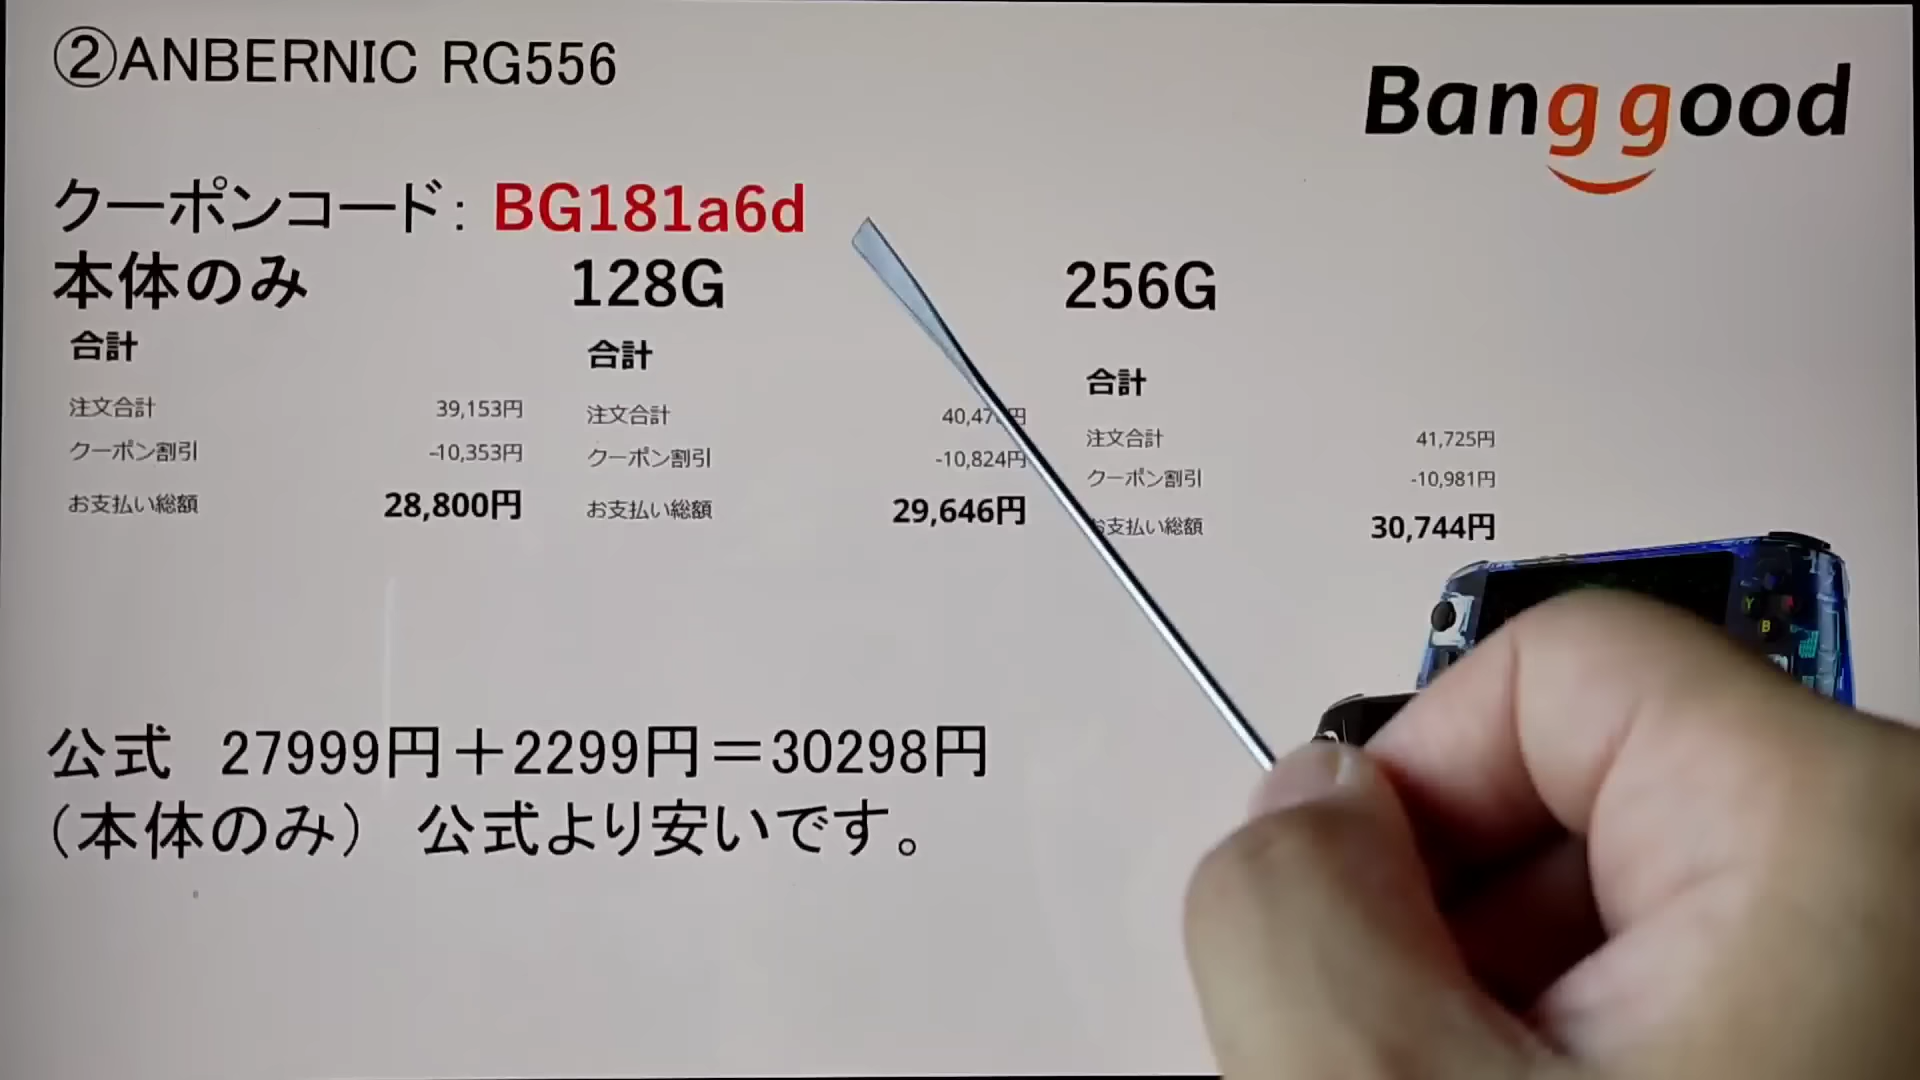 ②ANBERNIC RG556
Banggood
クーポンコード: BG181a6d
本体のみ
合計
注文合計 39,153円
クーポン割引 -10,353円
お支払い総額 28,800円
128G
合計
注文合計
クーポン割引 -10,824円
お支払い総額 29,646円
256G
合計
注文合計 41,725円
クーポン割引 -10,981円
お支払い総額 30,744円
公式 27999円+2299円=30298円
(本体のみ) 公式より安いです。
Y
B